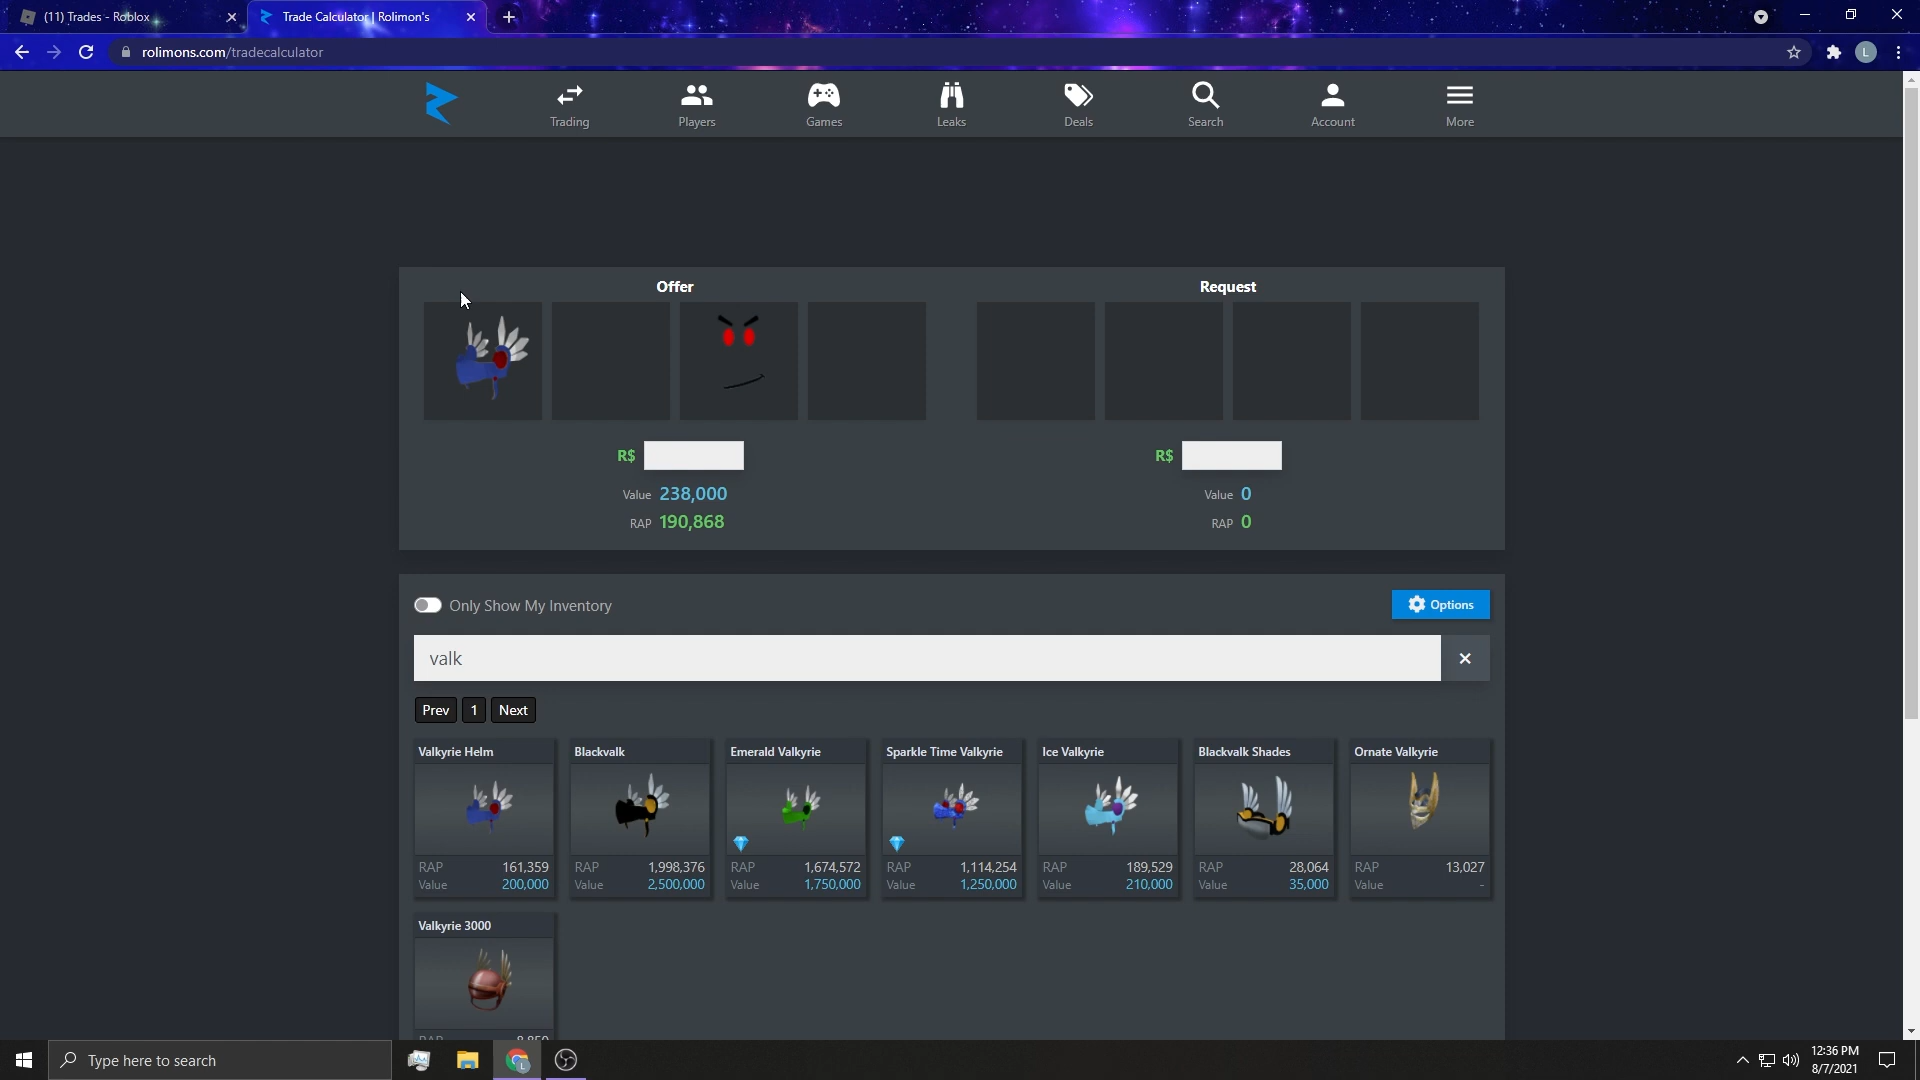 (11) Trades - Roblox
Trade Calculator | Rolimon's
rolimons.com/tradecalculator
L
Trading
Players
Games
Leaks
Deals
Search
Account
More
Offer
Request
R$
R$
Value 238,000
Value 0
RAP 190,868
RAP 0
Only Show My Inventory
Options
valk
Prev 1 Next
Valkyrie Helm
RAP 161,359
Value 200,000
Blackvalk
RAP 1,998,376
Value 2,500,000
Emerald Valkyrie
RAP 1,674,572
Value 1,750,000
Sparkle Time Valkyrie
RAP 1,114,254
Value 1,250,000
Ice Valkyrie
RAP 189,529
Value 210,000
Blackvalk Shades
RAP 28,064
Value 35,000
Ornate Valkyrie
RAP 13,027
Value -
Valkyrie 3000
RAP 8,850
Type here to search
L
12:36 PM
8/7/2021